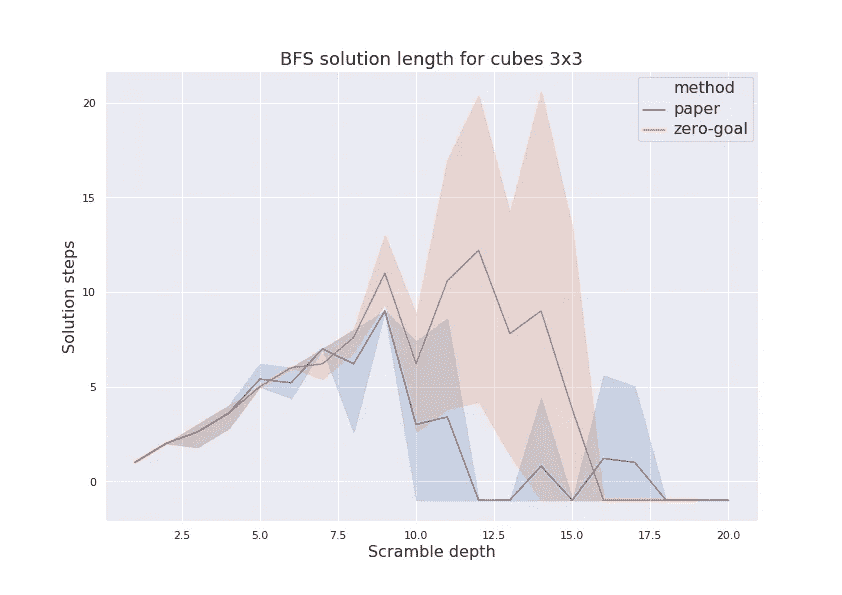 BFS solution length for cubes 3x3
method
paper
zero-goal
20
15
10
5
0
Solution steps
2.5 5.0 7.5 10.0 12.5 15.0 17.5 20.0
Scramble depth